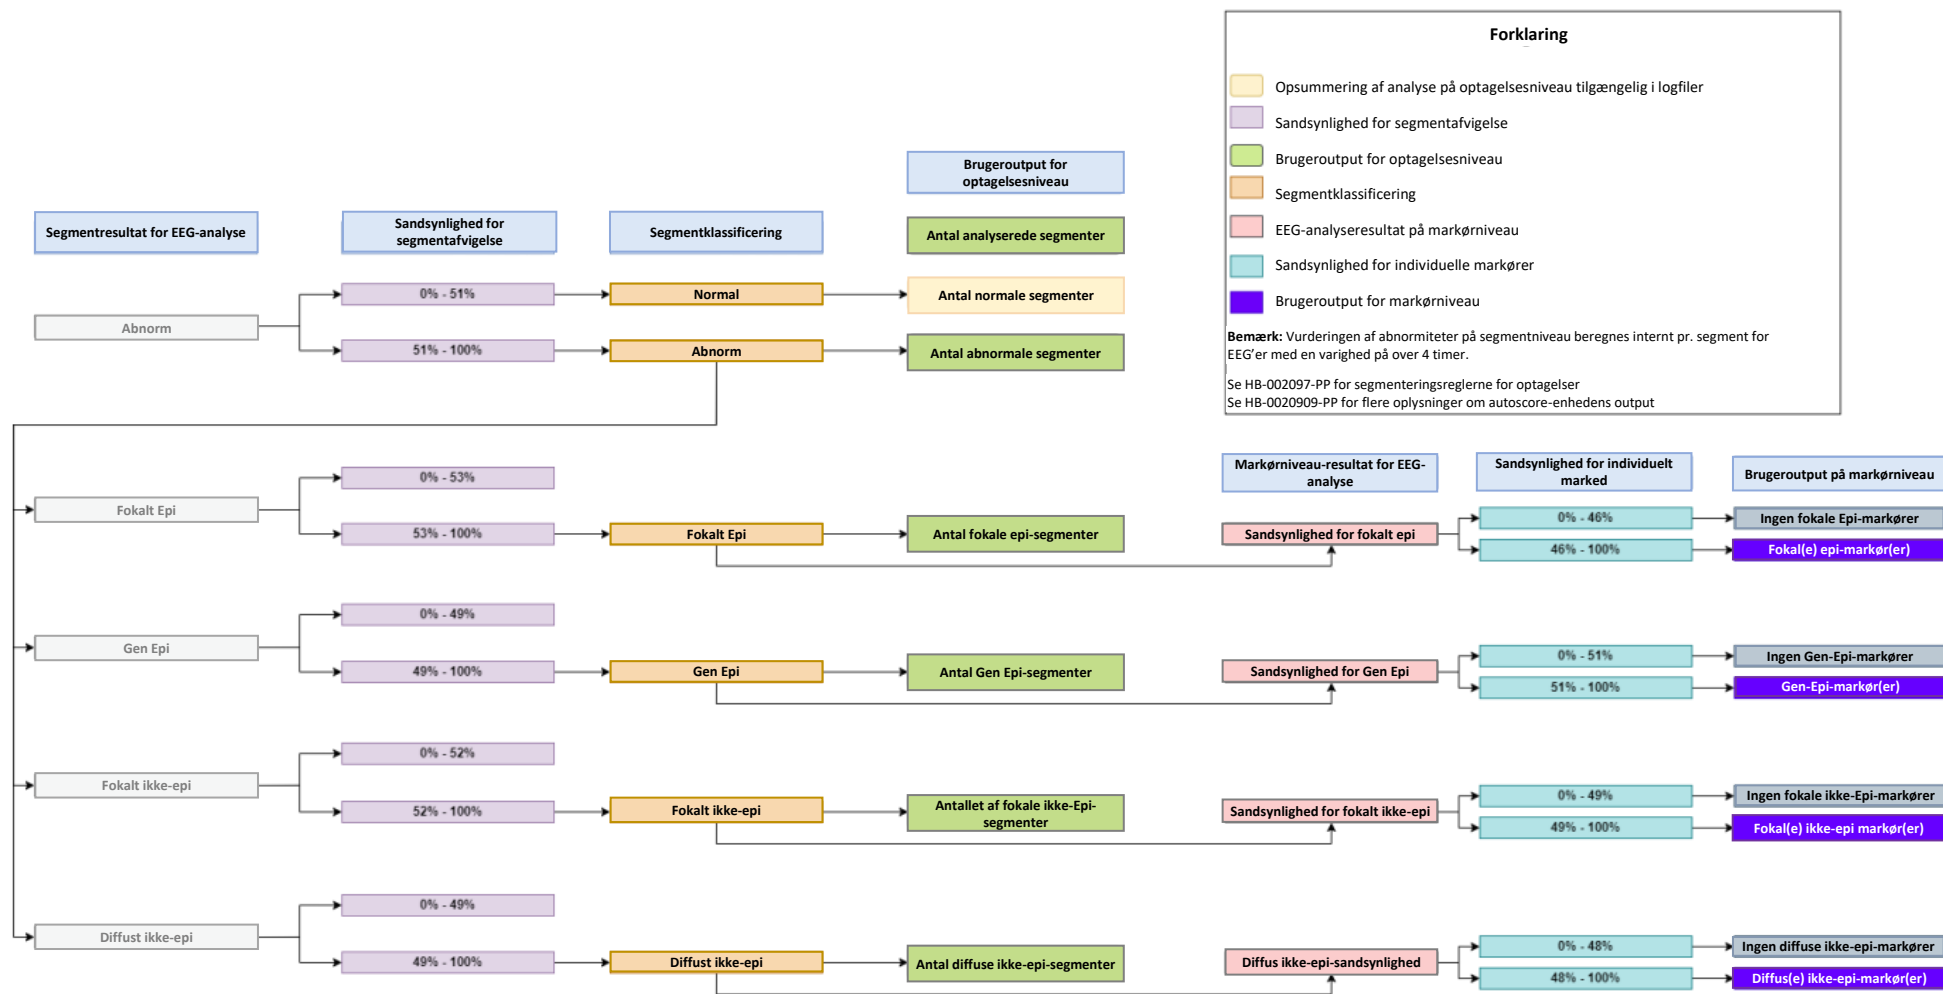 Forklaring
Opsummering af analyse på optagelsesniveau tilgængelig i logfiler
Sandsynlighed for segmentafvigelse
Brugeroutput for optagelsesniveau
Segmentklassificering
EEG-analyseresultat på markørniveau
Sandsynlighed for individuelle markører
Brugeroutput for markørniveau
Bemærk: Vurderingen af abnormiteter på segmentniveau beregnes internt pr. segment for
EEG'er med en varighed på over 4 timer.
Se HB-002097-PP for segmenteringsreglerne for optagelser
Se HB-0020909-PP for flere oplysninger om autoscore-enhedens output
Segmentresultat for EEG-analyse
Sandsynlighed for
segmentafvigelse
Segmentklassificering
Brugeroutput for
optagelsesniveau
Antal analyserede segmenter
Abnorm
0% - 51%
Normal
Antal normale segmenter
51% - 100%
Abnorm
Antal abnormale segmenter
Markørniveau-resultat for EEG-
analyse
Sandsynlighed for individuelt
marked
Brugeroutput på markørniveau
Fokalt Epi
0% - 53%
53% - 100%
Fokalt Epi
Antal fokale epi-segmenter
Sandsynlighed for fokalt epi
0% - 46%
Ingen fokale Epi-markører
46% - 100%
Fokal(e) epi-markør(er)
Gen Epi
0% - 49%
49% - 100%
Gen Epi
Antal Gen Epi-segmenter
Sandsynlighed for Gen Epi
0% - 51%
Ingen Gen-Epi-markører
51% - 100%
Gen-Epi-markør(er)
Fokalt ikke-epi
0% - 52%
52% - 100%
Fokalt ikke-epi
Antallet af fokale ikke-Epi-
segmenter
Sandsynlighed for fokalt ikke-epi
0% - 49%
Ingen fokale ikke-Epi-markører
49% - 100%
Fokal(e) ikke-epi markør(er)
Diffust ikke-epi
0% - 49%
49% - 100%
Diffust ikke-epi
Antal diffuse ikke-epi-segmenter
Diffus ikke-epi-sandsynlighed
0% - 48%
Ingen diffuse ikke-epi-markører
48% - 100%
Diffus(e) ikke-epi-markør(er)